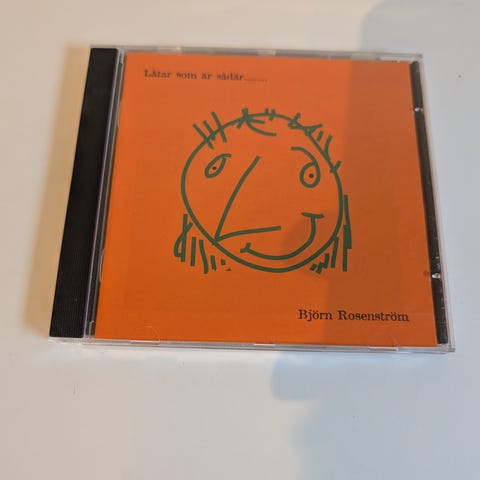 Låtar som är sådär........
Björn Rosenström